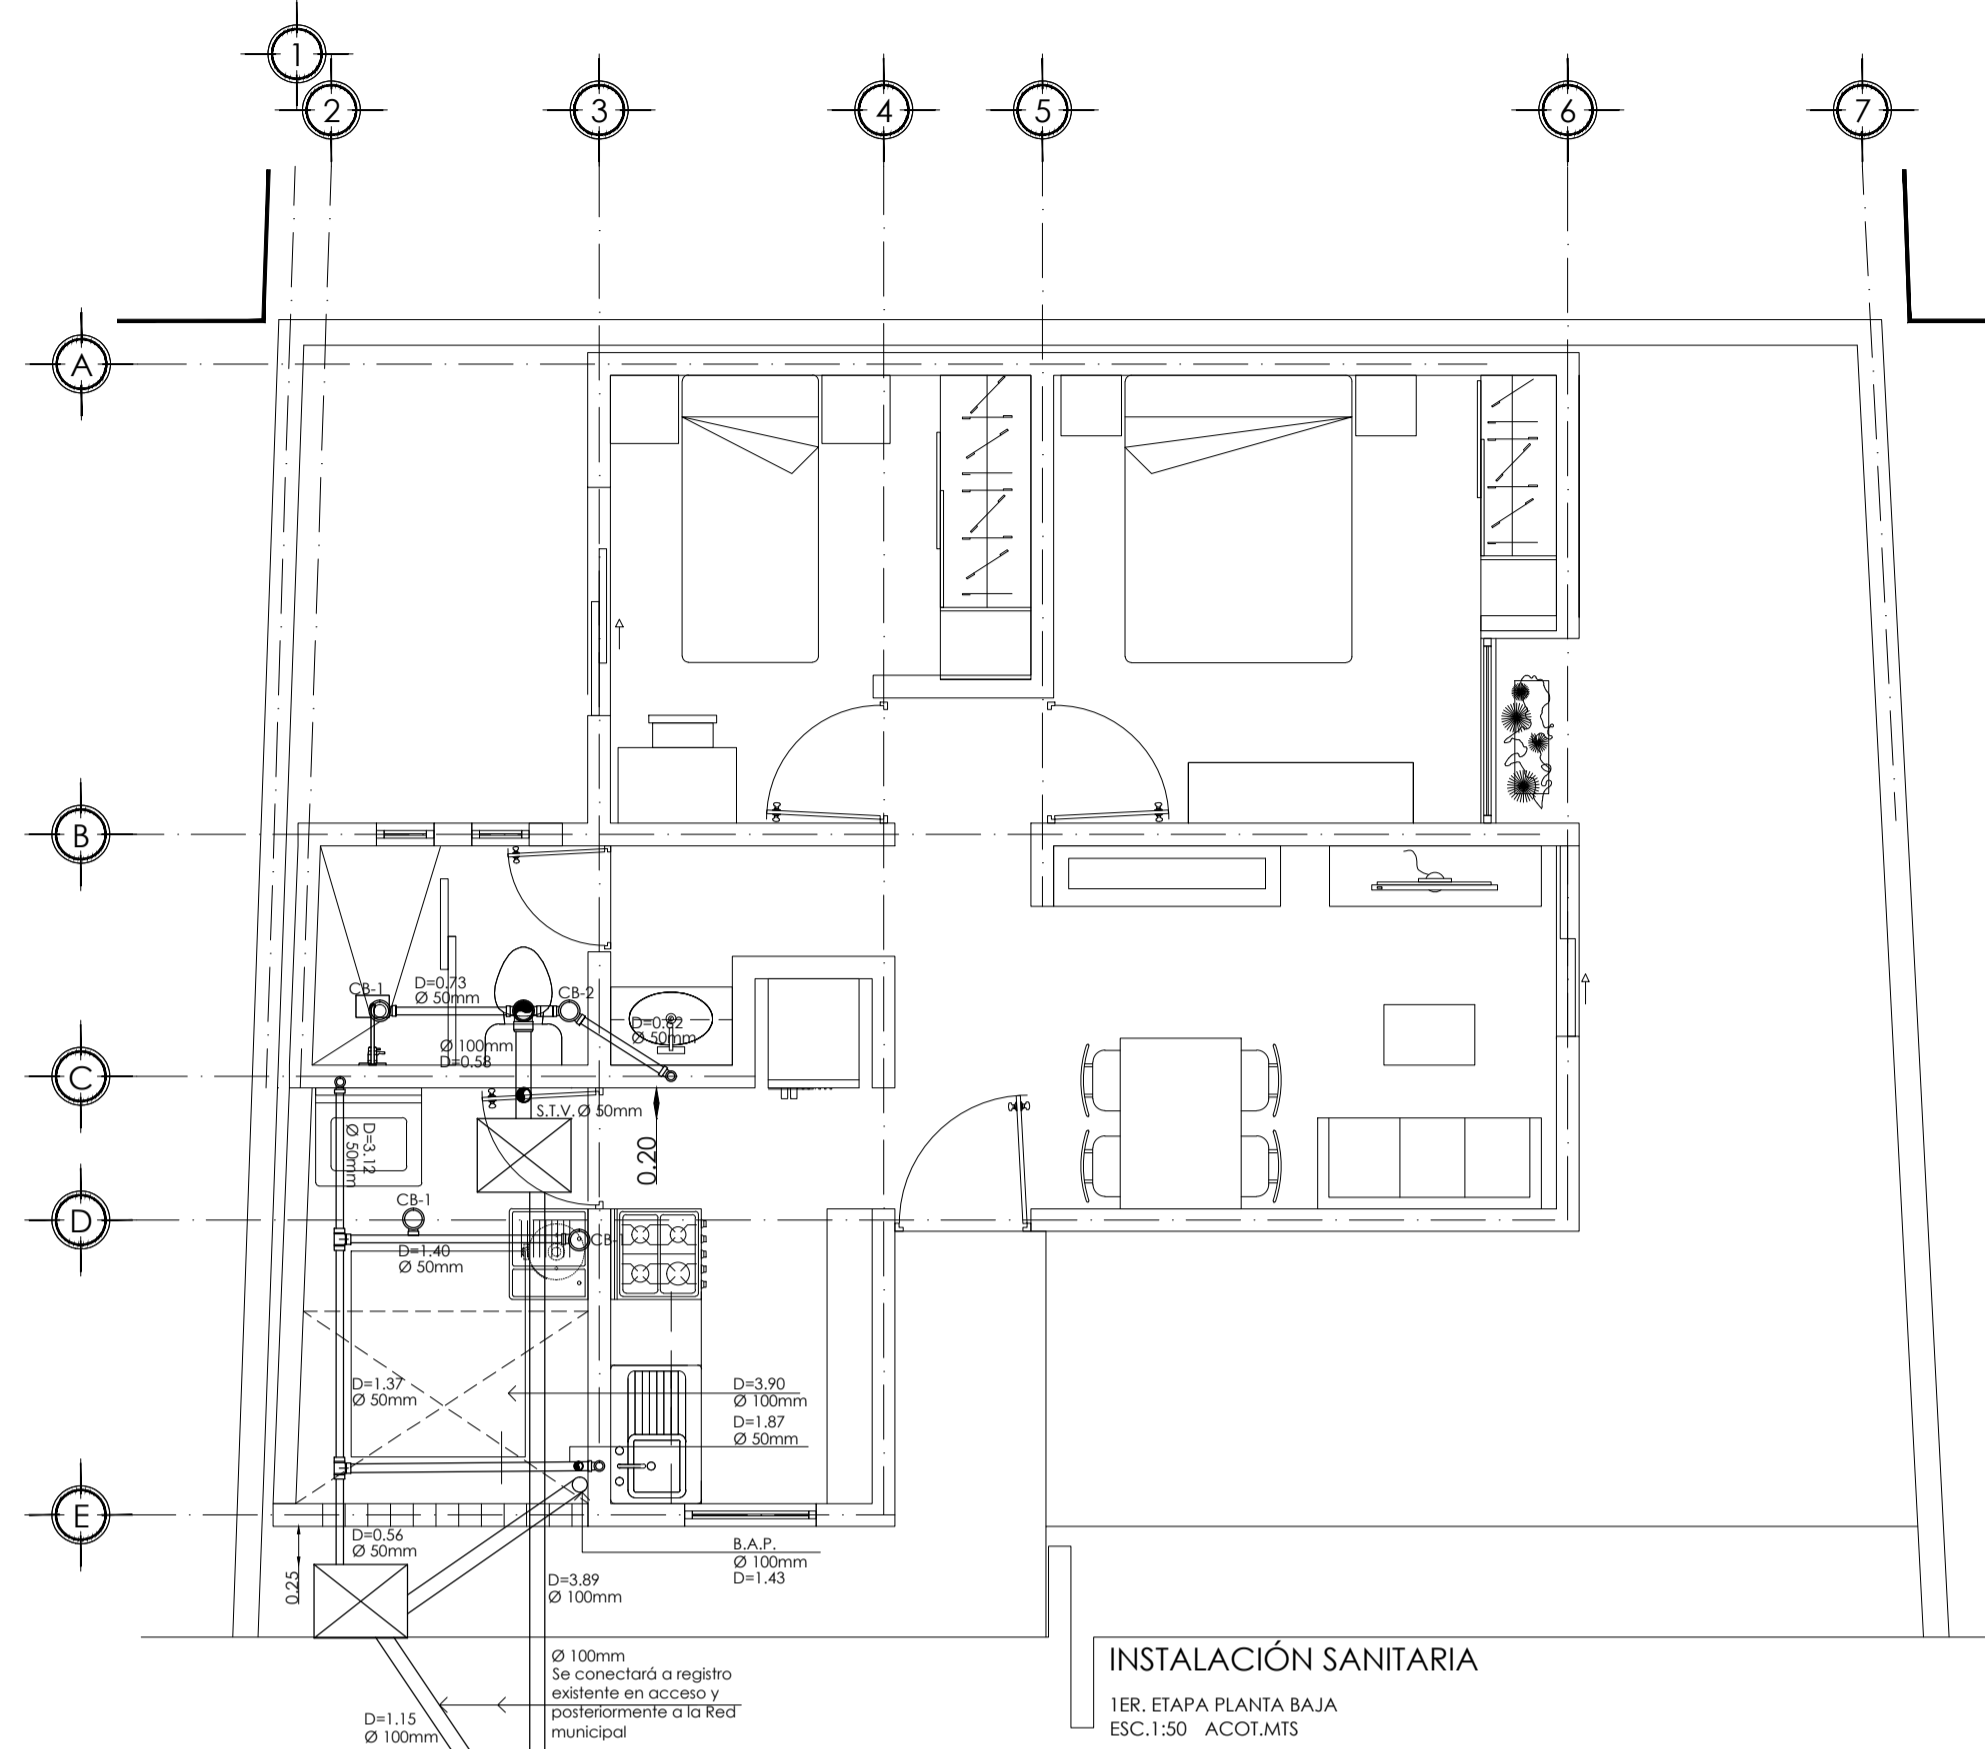 1
2
3
4
5
6
7
A
B
CB-1
D=0.73
Ø 50mm
CB-2
D=0.82
Ø 50mm
Ø 100mm
D=0.58
C
S.T.V. Ø 50mm
D=3.12
Ø 50mm
0.20
CB-1
D
CB-1
D=1.40
Ø 50mm
D=1.37
Ø 50mm
D=3.90
Ø 100mm
D=1.87
Ø 50mm
E
D=0.56
Ø 50mm
B.A.P.
Ø 100mm
D=1.43
0.25
D=3.89
Ø 100mm
Ø 100mm
Se conectará a registro
existente en acceso y
posteriormente a la Red
municipal
D=1.15
Ø 100mm
INSTALACIÓN SANITARIA
1ER. ETAPA PLANTA BAJA
ESC.1:50 ACOT.MTS